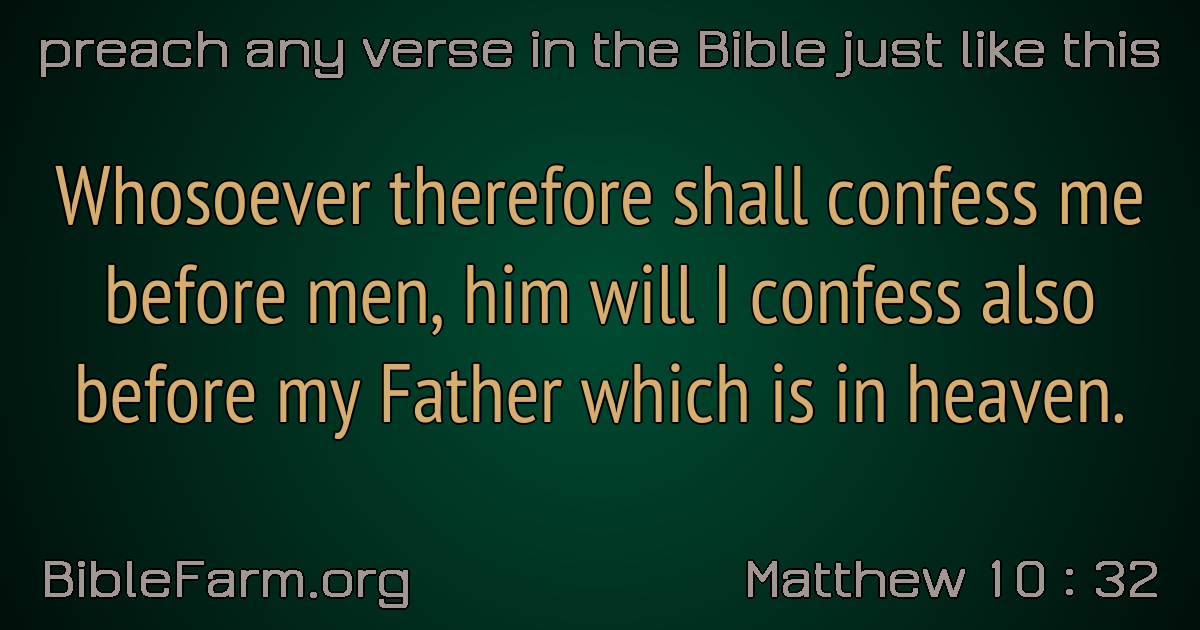 preach any verse in the Bible just like this
Whosoever therefore shall confess me
before men, him will I confess also
before my Father which is in heaven.
BibleFarm.org
Matthew 10 : 32